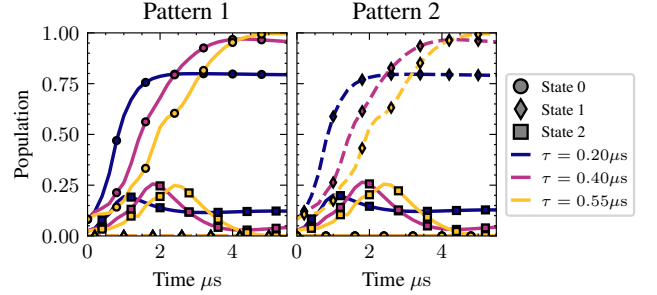 Pattern 1 Pattern 2
1.00
0.75
0.50
0.25
0.00
Population
0 2 4 0 2 4
Time μs Time μs
State 0
State 1
State 2
τ = 0.20μs
τ = 0.40μs
τ = 0.55μs